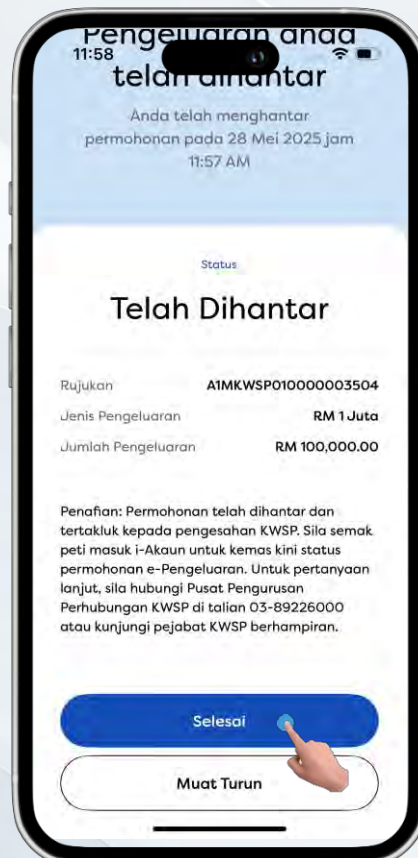 Pengeluaran anda
11:58
telah dihantar
Anda telah menghantar
permohonan pada 28 Mei 2025 jam
11:57 AM
Status
Telah Dihantar
Rujukan A1MKWSP010000003504
Jenis Pengeluaran RM 1 Juta
Jumlah Pengeluaran RM 100,000.00
Penafian: Permohonan telah dihantar dan
tertakluk kepada pengesahan KWSP. Sila semak
peti masuk i-Akaun untuk kemas kini status
permohonan e-Pengeluaran. Untuk pertanyaan
lanjut, sila hubungi Pusat Pengurusan
Perhubungan KWSP di talian 03-89226000
atau kunjungi pejabat KWSP berhampiran.
Selesai
Muat Turun